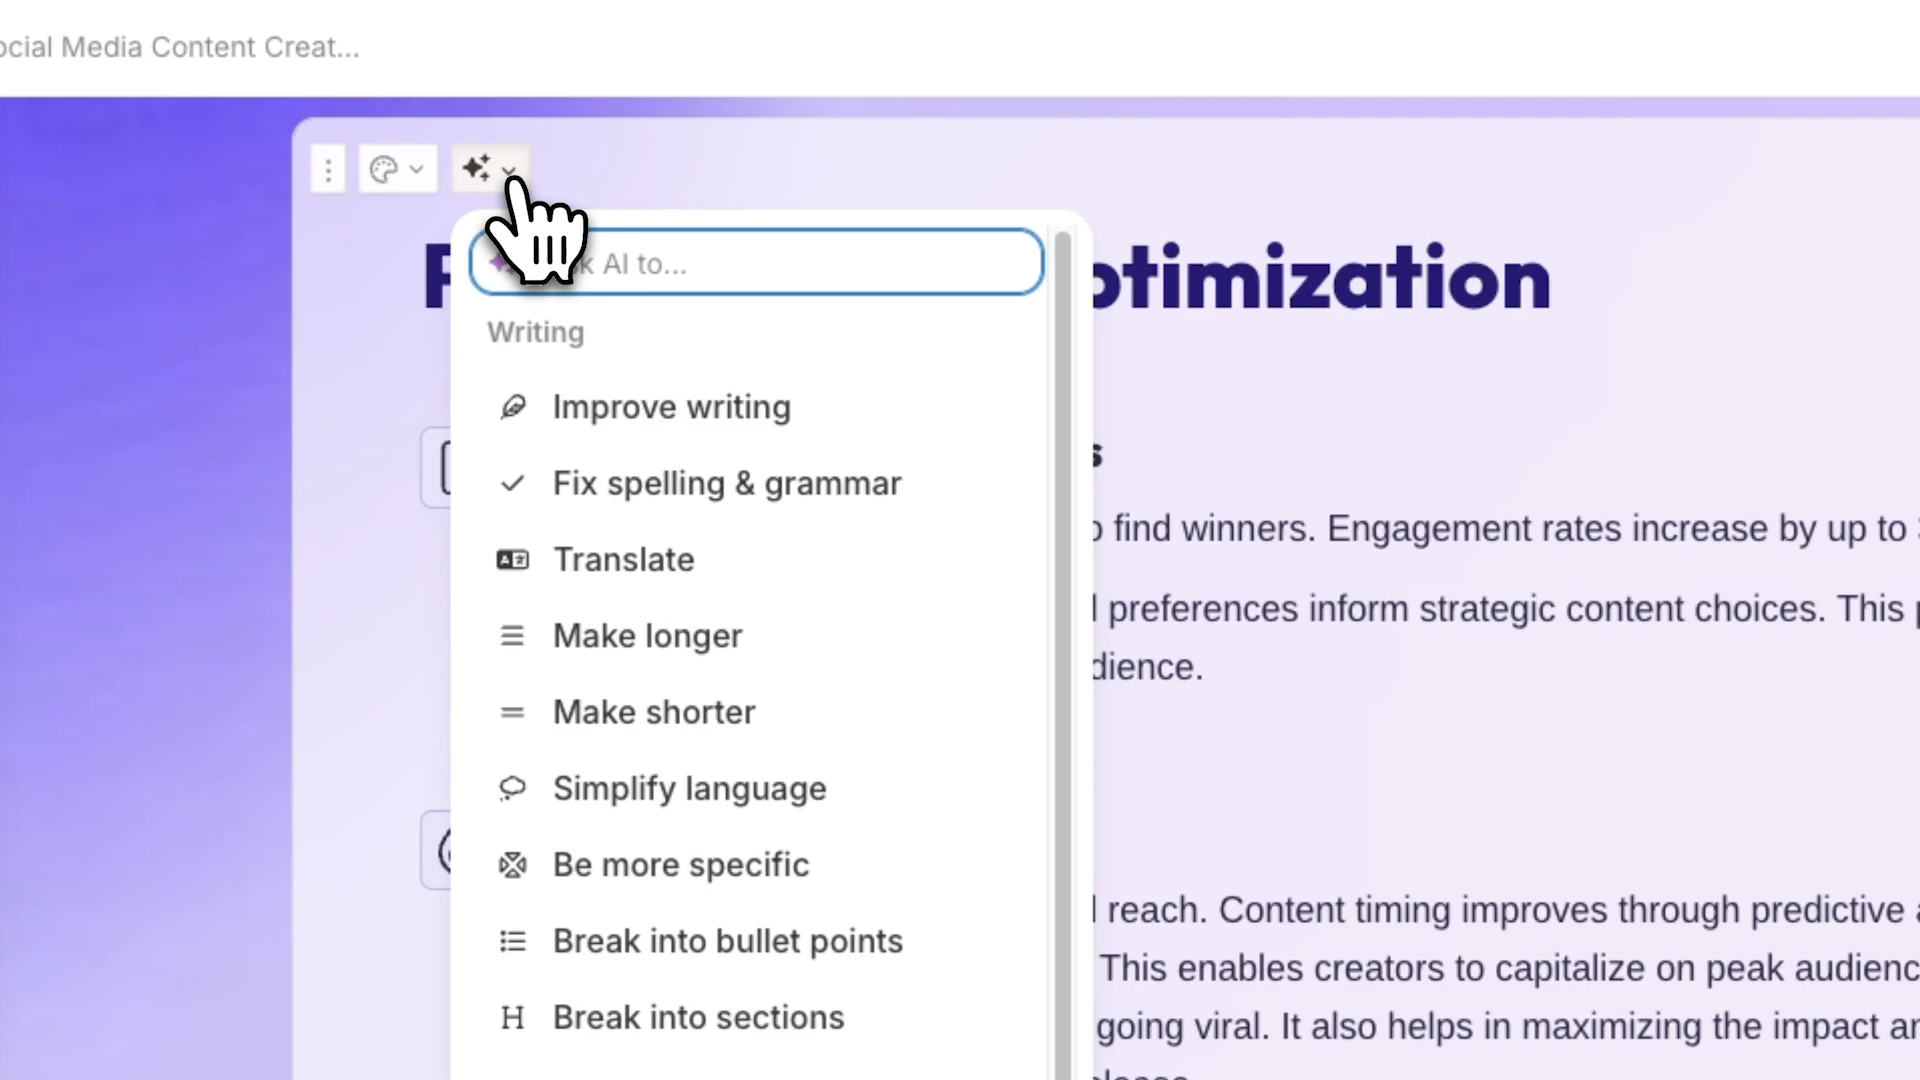 ocial Media Content Creat...
ptimization
AI to...
Writing
Improve writing
Fix spelling & grammar
Translate
Make longer
Make shorter
Simplify language
Be more specific
Break into bullet points
Break into sections
s
find winners. Engagement rates increase by up to
preferences inform strategic content choices. This
dience.
reach. Content timing improves through predictive
This enables creators to capitalize on peak audienc
going viral. It also helps in maximizing the impact